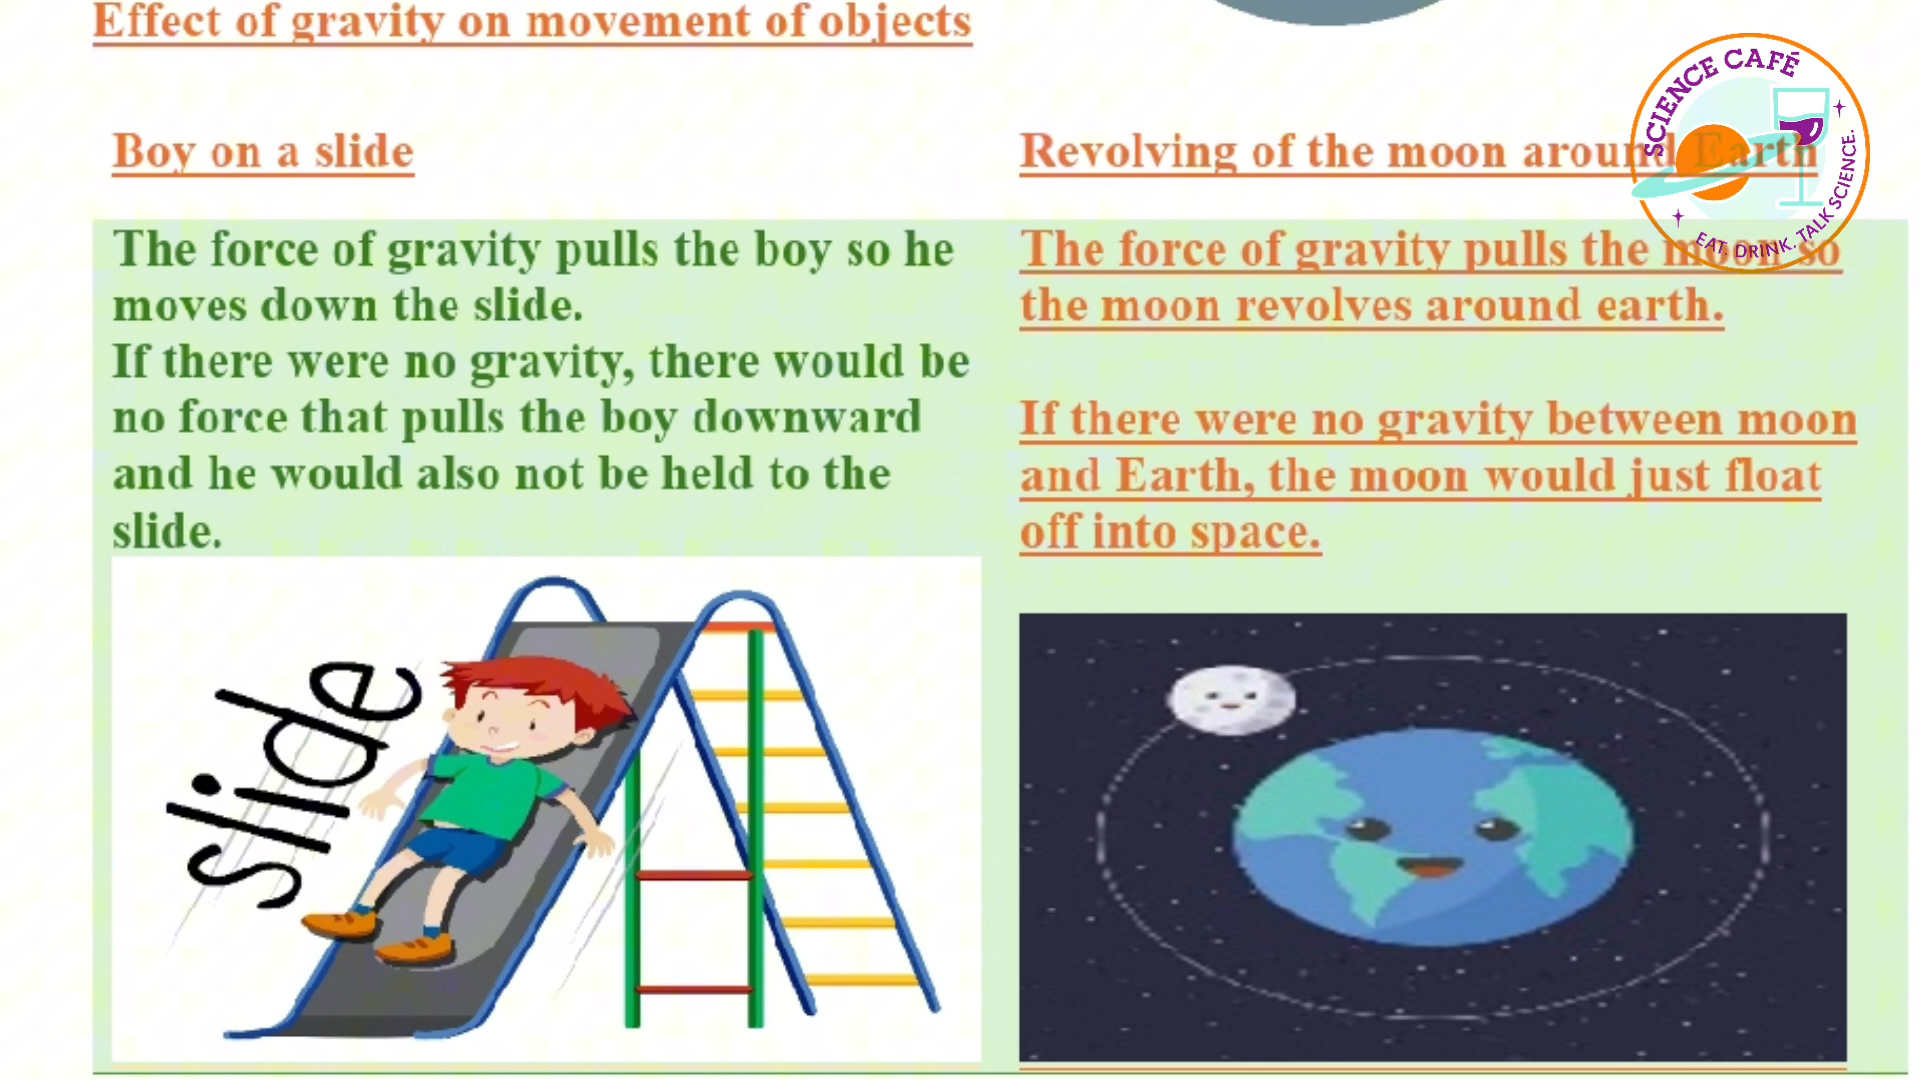 Effect of gravity on movement of objects
Boy on a slide
The force of gravity pulls the boy so he
moves down the slide.
If there were no gravity, there would be
no force that pulls the boy downward
and he would also not be held to the
slide.
slide
Revolving of the moon around Earth
The force of gravity pulls the moon so
the moon revolves around earth.
If there were no gravity between moon
and Earth, the moon would just float
off into space.
SCIENCE CAFÉ
EAT. DRINK. TALK SCIENCE.